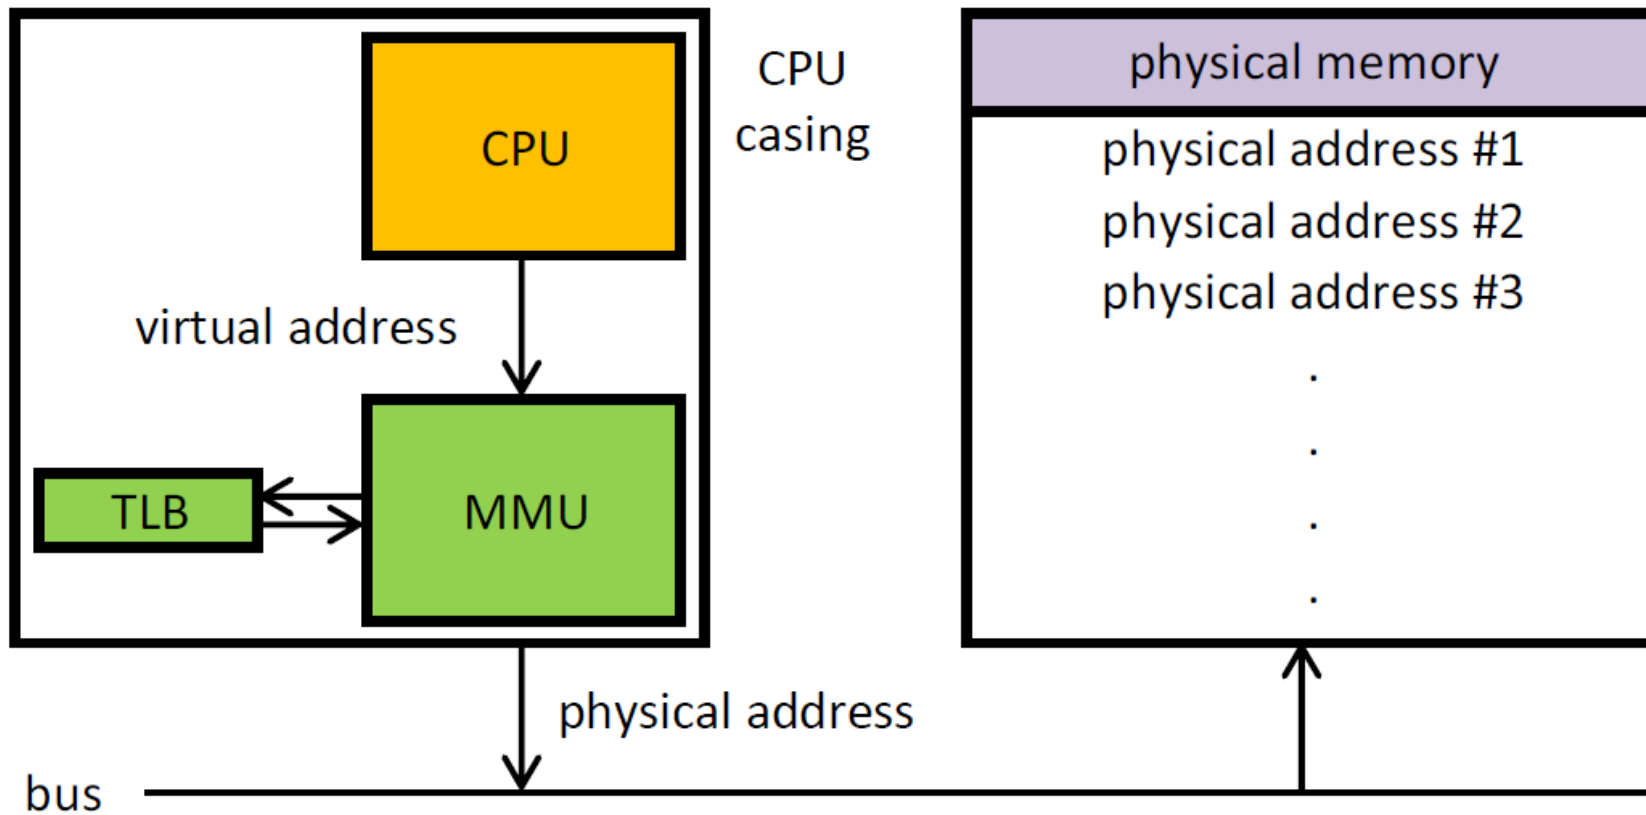 CPU
CPU
casing
virtual address
TLB
MMU
physical address
bus
physical memory
physical address #1
physical address #2
physical address #3
.
.
.
.